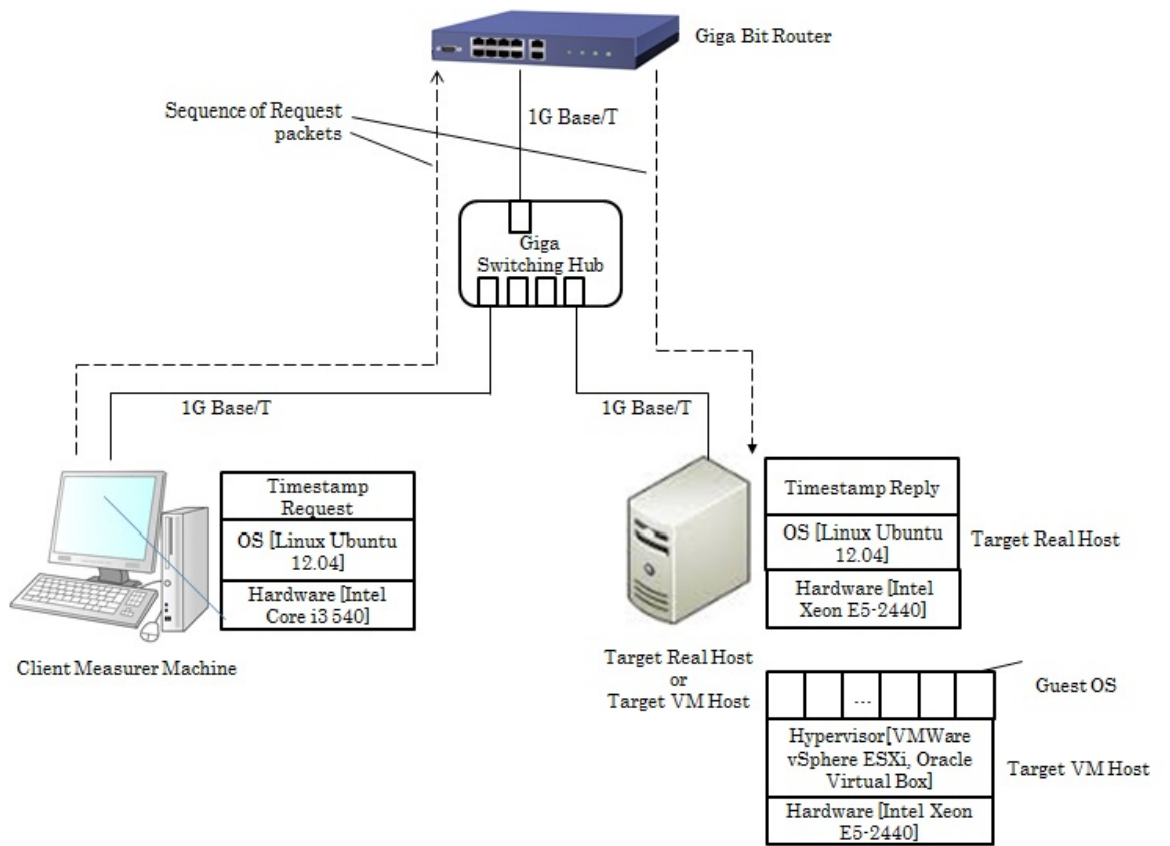 Giga Bit Router
Sequence of Request
packets
1G Base/T
Giga
Switching Hub
1G Base/T
1G Base/T
Timestamp
Request
OS [Linux Ubuntu
12.04]
Hardware [Intel
Core i3 540]
Client Measurer Machine
Timestamp Reply
OS [Linux Ubuntu
12.04]
Hardware [Intel
Xeon E5-2440]
Target Real Host
Target Real Host
or
Target VM Host
...
Guest OS
Hypervisor[VMWare
vSphere ESXi, Oracle
Virtual Box]
Target VM Host
Hardware [Intel Xeon
E5-2440]